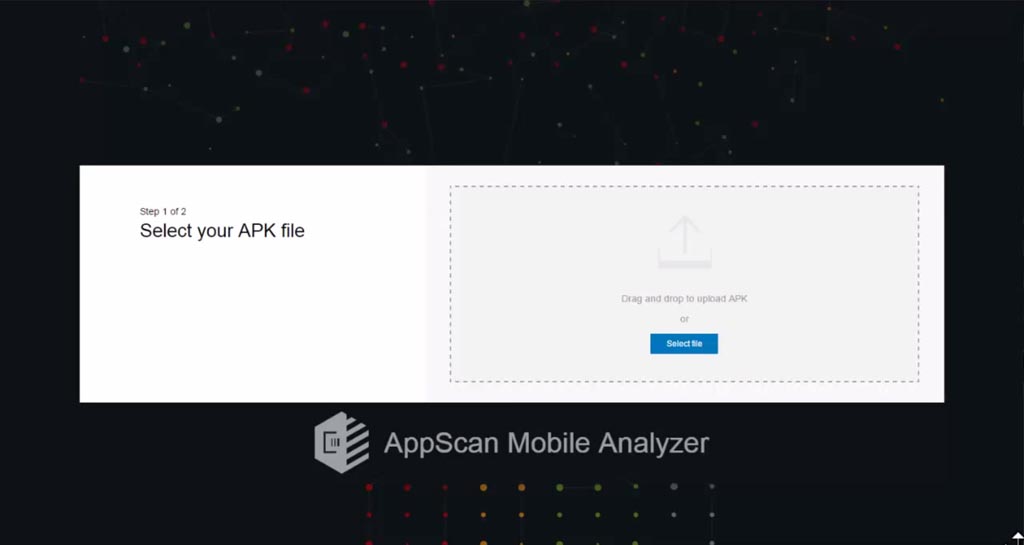 Step 1 of 2
Select your APK file
Drag and drop to upload APK
or
Select file
AppScan Mobile Analyzer